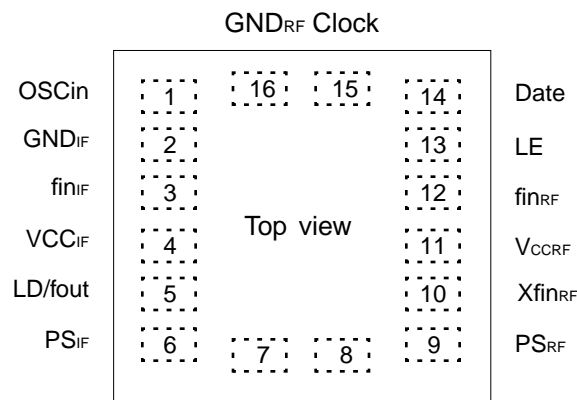 GNDRF Clock
OSCin 1 16 15 14 Date
GNDIF 2 13 LE
finIF 3 12 finRF
VCCIF 4 Top view 11 VCCRF
LD/fout 5 10 XfinRF
PSIF 6 7 8 9 PSRF